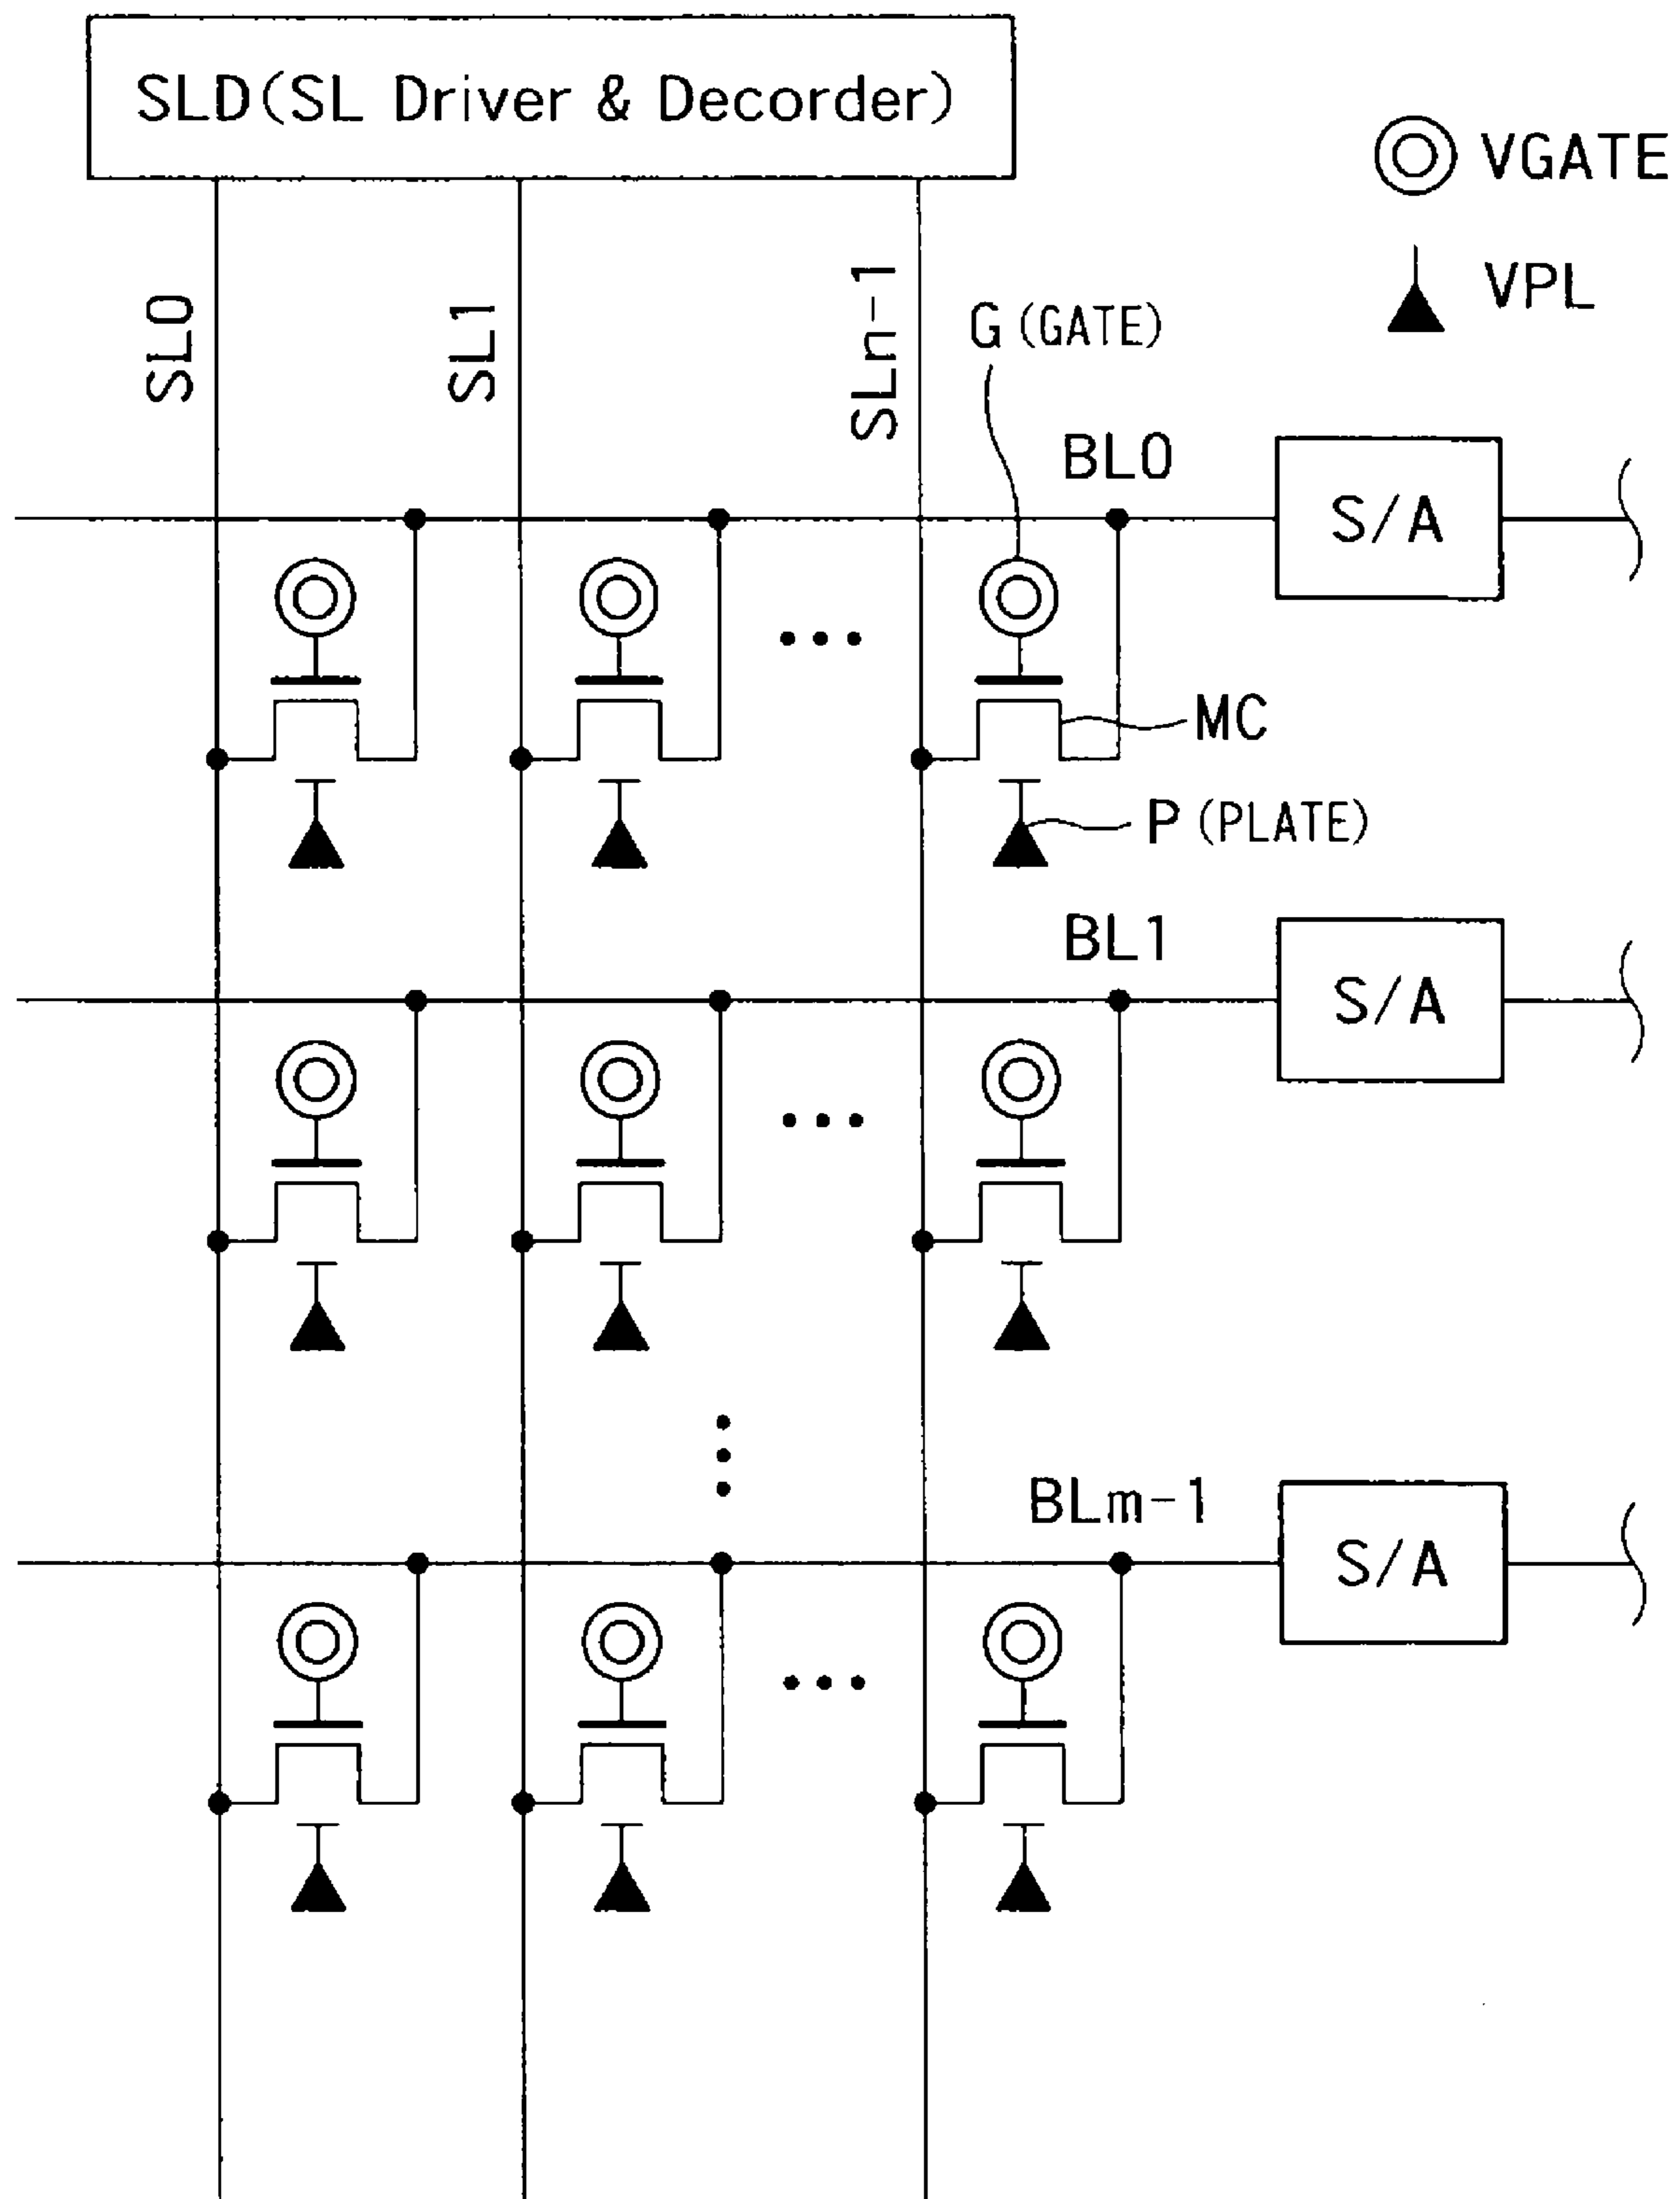 SLD(SL Driver & Decorder)
VGATE
VPL
SL0
SL1
SLn-1
G (GATE)
BL0
S/A
MC
P (PLATE)
BL1
S/A
BLm-1
S/A